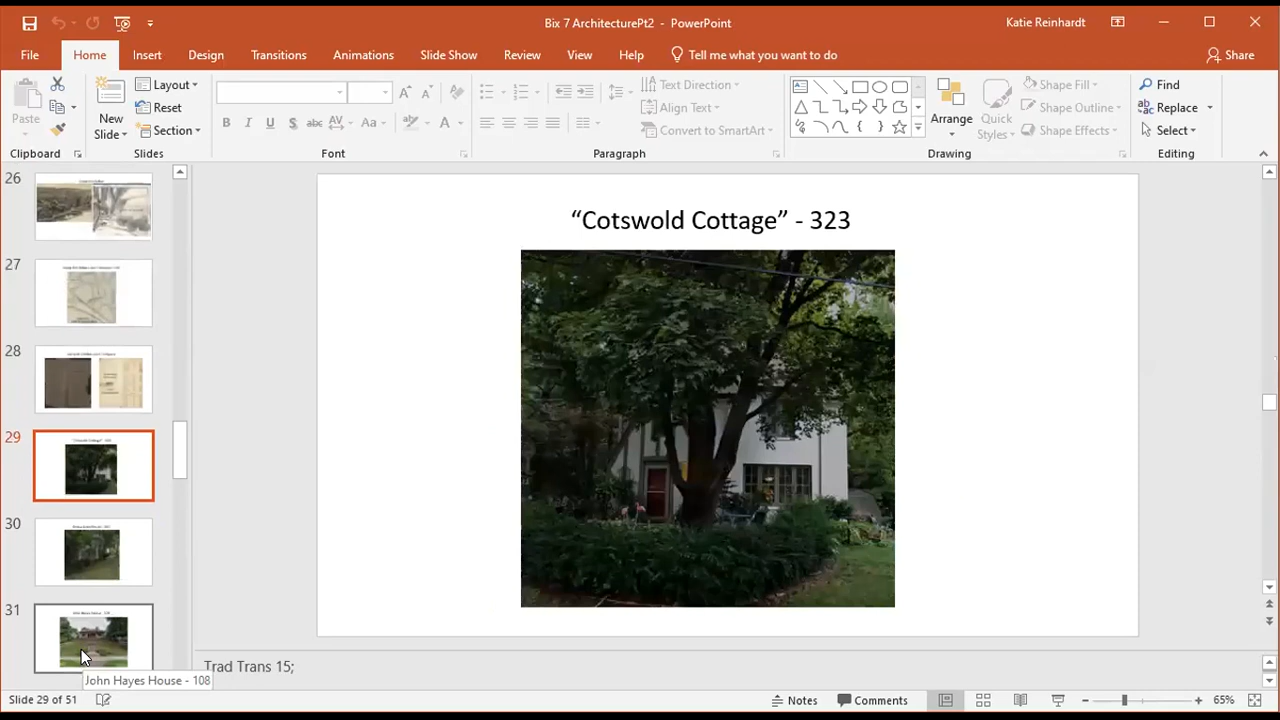 Bix 7 ArchitecturePt2 - PowerPoint
Katie Reinhardt
File Home Insert Design Transitions Animations Slide Show Review View Help Tell me what you want to do Share
Paste
New Slide
Layout
Reset
Section
B I U S abc AV Aa A
Text Direction
Align Text
Convert to SmartArt
Arrange
Quick Styles
Shape Fill
Shape Outline
Shape Effects
Find
Replace
Select
Clipboard Slides Font Paragraph Drawing Editing
26
27
28
29
30
31
“Cotswold Cottage” - 323
John Hayes House - 108
Trad Trans 15;
Slide 29 of 51
Notes
Comments
65%